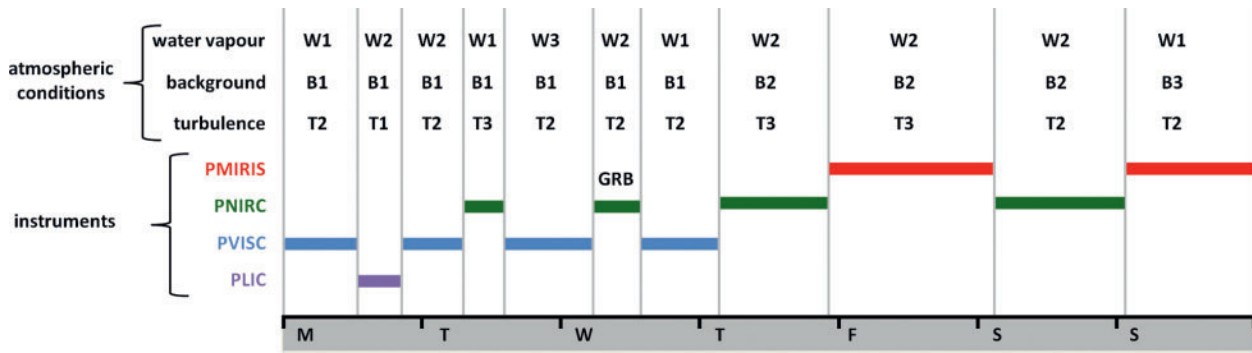 water vapour W1 W2 W2 W1 W3 W2 W1 W2 W2 W2 W1
atmospheric
conditions
background B1 B1 B1 B1 B1 B1 B1 B2 B2 B2 B3
turbulence T2 T1 T2 T3 T2 T2 T2 T3 T3 T2 T2
instruments
PMIRIS
GRB
PNIRC
PVISC
PLIC
M T W T F S S